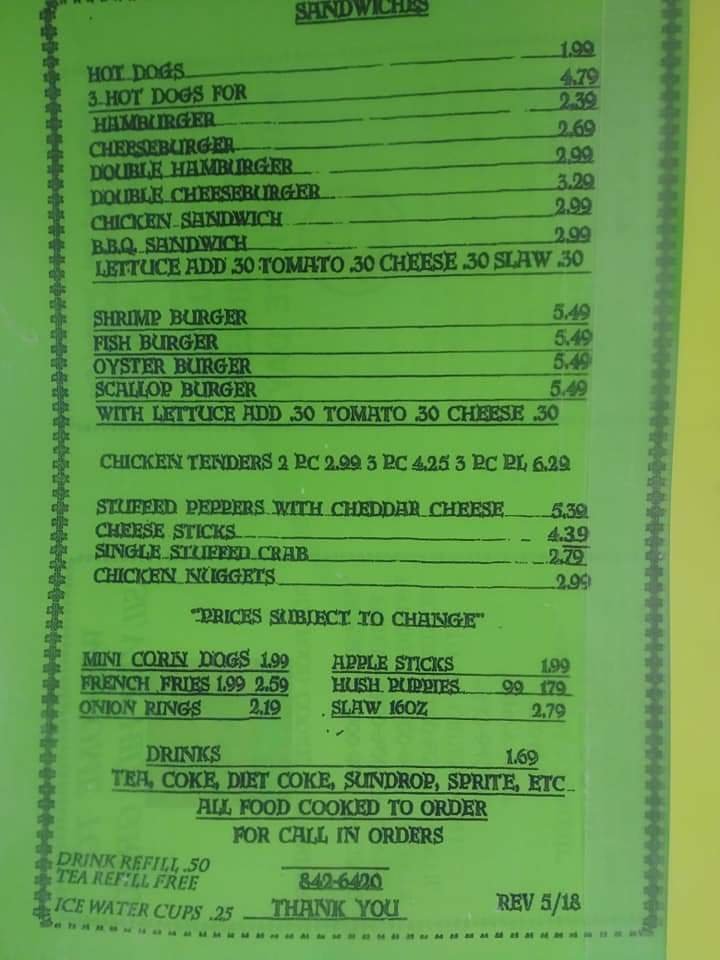 SANDWICHES
HOT DOGS 1.99
3 HOT DOGS FOR 4.79
HAMBURGER 2.39
CHEESEBURGER 2.69
DOUBLE HAMBURGER 2.99
DOUBLE CHEESEBURGER 3.29
CHICKEN SANDWICH 2.99
B.B.Q. SANDWICH 2.99
LETTUCE ADD .30 TOMATO .30 CHEESE .30 SLAW .30
SHRIMP BURGER 5.49
FISH BURGER 5.49
OYSTER BURGER 5.49
SCALLOP BURGER 5.49
WITH LETTUCE ADD .30 TOMATO .30 CHEESE .30
CHICKEN TENDERS 2 PC 2.99 3 PC 4.25 3 PC PL 6.29
STUFFED PEPPERS WITH CHEDDAR CHEESE 5.39
CHEESE STICKS 4.39
SINGLE STUFFED CRAB 2.79
CHICKEN NUGGETS 2.99
"PRICES SUBJECT TO CHANGE"
MINI CORN DOGS 1.99 APPLE STICKS 1.99
FRENCH FRIES 1.99 2.59 HUSH PUPPIES 99 179
ONION RINGS 2.19 SLAW 16OZ 2.79
DRINKS 1.69
TEA, COKE, DIET COKE, SUNDROP, SPRITE, ETC
ALL FOOD COOKED TO ORDER
FOR CALL IN ORDERS
DRINK REFILL .50
TEA REFILL FREE
842-6420
ICE WATER CUPS .25 THANK YOU REV 5/18